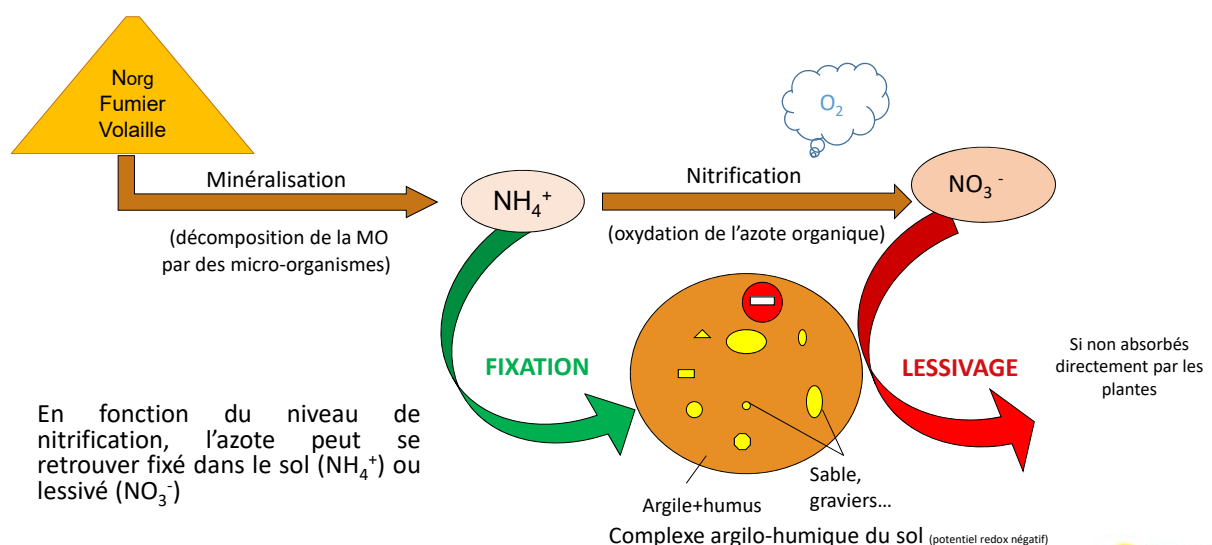 Norg
Fumier
Volaille
O₂
Minéralisation
(décomposition de la MO
par des micro-organismes)
NH₄⁺
Nitrification
(oxydation de l’azote organique)
NO₃⁻
FIXATION
LESSIVAGE
Si non absorbés
directement par les
plantes
En fonction du niveau de
nitrification, l’azote peut se
retrouver fixé dans le sol (NH₄⁺) ou
lessivé (NO₃⁻)
Argile+humus
Sable,
graviers…
Complexe argilo-humique du sol (potentiel redox négatif)